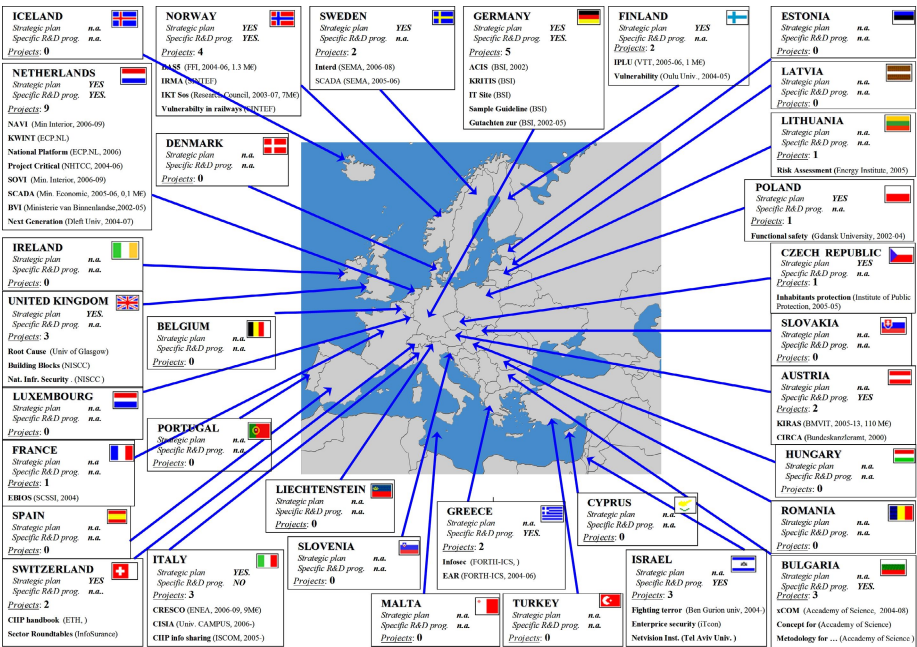 ICELAND
Strategic plan n.a.
Specific R&D prog. n.a.
Projects: 0
NORWAY
Strategic plan YES
Specific R&D prog. YES.
Projects: 4
BAS5 (FFI, 2004-06, 1.3 M€)
IRMA (SINTEF)
IKT Sos (Research Council, 2003-07, 7M€)
Vulnerabilty in railways (SINTEF)
SWEDEN
Strategic plan YES
Specific R&D prog. n.a.
Projects: 2
Interd (SEMA, 2006-08)
SCADA (SEMA, 2005-06)
GERMANY
Strategic plan YES
Specific R&D prog. YES.
Projects: 5
ACIS (BSI, 2002)
KRITIS (BSI)
IT Site (BSI)
Sample Guideline (BSI)
Gutachten zur (BSI, 2002-05)
FINLAND
Strategic plan YES
Specific R&D prog. n.a.
Projects: 2
IPLU (VTT, 2005-06, 1 M€)
Vulnerability (Oulu Univ., 2004-05)
ESTONIA
Strategic plan n.a.
Specific R&D prog. n.a.
Projects: 0
LATVIA
Strategic plan n.a.
Specific R&D prog. n.a.
Projects: 0
LITHUANIA
Strategic plan n.a.
Specific R&D prog. n.a.
Projects: 1
Risk Assessment (Energy Institute, 2005)
NETHERLANDS
Strategic plan YES
Specific R&D prog. YES.
Projects: 9
NAVI (Min Interior, 2006-09)
KWINT (ECP.NL)
National Platform (ECP.NL, 2006)
Project Critical (NHTCC, 2004-06)
SOVI (Min. Interior, 2006-09)
SCADA (Min. Economic, 2005-06, 0,1 M€)
BVI (Ministerie van Binnenlandse,2002-05)
Next Generation (Dleft Univ, 2004-07)
DENMARK
Strategic plan n.a.
Specific R&D prog. n.a.
Projects: 0
POLAND
Strategic plan YES
Specific R&D prog. n.a.
Projects: 1
Functional safety (Gdansk University, 2002-04)
IRELAND
Strategic plan n.a.
Specific R&D prog. n.a.
Projects: 0
CZECH REPUBLIC
Strategic plan YES
Specific R&D prog. n.a.
Projects: 1
Inhabitants protection (Institute of Public
Protection, 2005-05)
UNITED KINGDOM
Strategic plan YES.
Specific R&D prog. n.a.
Projects: 3
Root Cause (Univ of Glasgow)
Building Blocks (NISCC)
Nat. Infr. Security . (NISCC )
BELGIUM
Strategic plan n.a.
Specific R&D prog. n.a.
Projects: 0
SLOVAKIA
Strategic plan n.a.
Specific R&D prog. n.a.
Projects: 0
AUSTRIA
Strategic plan n.a.
Specific R&D prog. YES
Projects: 2
KIRAS (BMVIT, 2005-13, 110 M€)
CIRCA (Bundeskanzleramt, 2000)
LUXEMBOURG
Strategic plan n.a.
Specific R&D prog. n.a.
Projects: 0
PORTUGAL
Strategic plan n.a.
Specific R&D prog. n.a.
Projects: 0
FRANCE
Strategic plan n.a.
Specific R&D prog. n.a.
Projects: 1
EBIOS (SCSSI, 2004)
HUNGARY
Strategic plan n.a.
Specific R&D prog. n.a.
Projects: 0
LIECHTENSTEIN
Strategic plan n.a.
Specific R&D prog. n.a.
Projects: 0
GREECE
Strategic plan n.a.
Specific R&D prog. YES.
Projects: 2
Infosec (FORTH-ICS, )
EAR (FORTH-ICS, 2004-06)
CYPRUS
Strategic plan n.a.
Specific R&D prog. n.a.
Projects: 0
ROMANIA
Strategic plan n.a.
Specific R&D prog. n.a.
Projects: 0
SPAIN
Strategic plan n.a.
Specific R&D prog. n.a.
Projects: 0
SLOVENIA
Strategic plan n.a.
Specific R&D prog. n.a.
Projects: 0
SWITZERLAND
Strategic plan YES
Specific R&D prog. n.a..
Projects: 2
CIIP handbook (ETH, )
Sector Roundtables (InfoSurance)
ITALY
Strategic plan YES.
Specific R&D prog. NO
Projects: 3
CRESCO (ENEA, 2006-09, 9M€)
CISIA (Univ. CAMPUS, 2006-)
CIIP info sharing (ISCOM, 2005-)
MALTA
Strategic plan n.a.
Specific R&D prog. n.a.
Projects: 0
TURKEY
Strategic plan n.a.
Specific R&D prog. n.a.
Projects: 0
ISRAEL
Strategic plan YES.
Specific R&D prog. n.a.
Projects: 3
Fighting terror (Ben Gurion univ, 2004-)
Enterprice security (iTcon)
Netvision Inst. (Tel Aviv Univ. )
BULGARIA
Strategic plan n.a.
Specific R&D prog. YES.
Projects: 3
xCOM (Accademy of Science, 2004-08)
Concept for (Accademy of Science)
Metodology for ... (Accademy of Science )